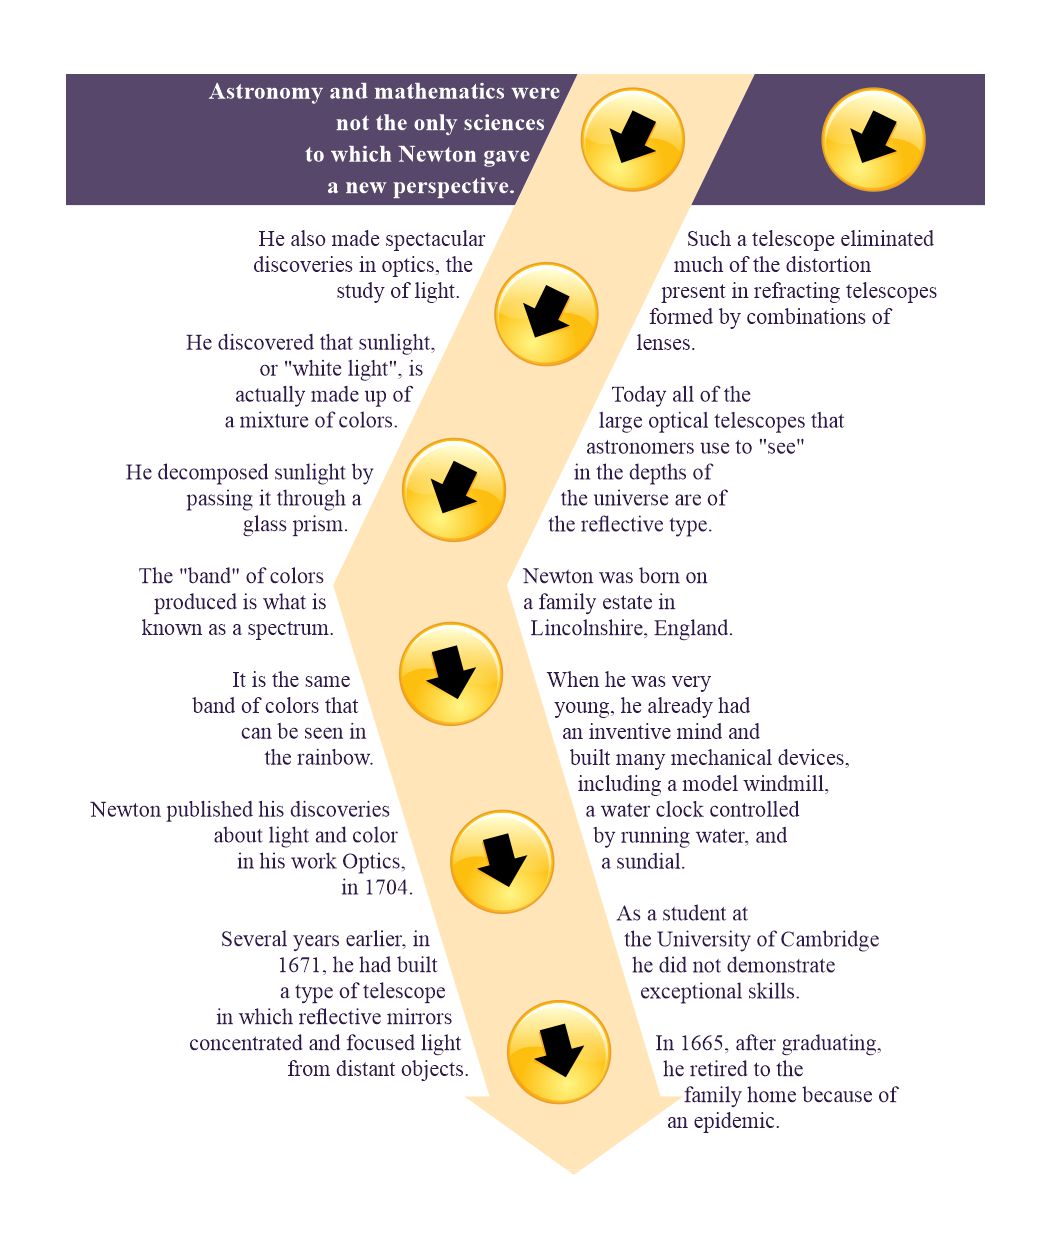 Astronomy and mathematics were
not the only sciences
to which Newton gave
a new perspective.
He also made spectacular
discoveries in optics, the
study of light.
He discovered that sunlight,
or "white light", is
actually made up of
a mixture of colors.
He decomposed sunlight by
passing it through a
glass prism.
The "band" of colors
produced is what is
known as a spectrum.
It is the same
band of colors that
can be seen in
the rainbow.
Newton published his discoveries
about light and color
in his work Optics,
in 1704.
Several years earlier, in
1671, he had built
a type of telescope
in which reflective mirrors
concentrated and focused light
from distant objects.
Such a telescope eliminated
much of the distortion
present in refracting telescopes
formed by combinations of
lenses.
Today all of the
large optical telescopes that
astronomers use to "see"
in the depths of
the universe are of
the reflective type.
Newton was born on
a family estate in
Lincolnshire, England.
When he was very
young, he already had
an inventive mind and
built many mechanical devices,
including a model windmill,
a water clock controlled
by running water, and
a sundial.
As a student at
the University of Cambridge
he did not demonstrate
exceptional skills.
In 1665, after graduating,
he retired to the
family home because of
an epidemic.